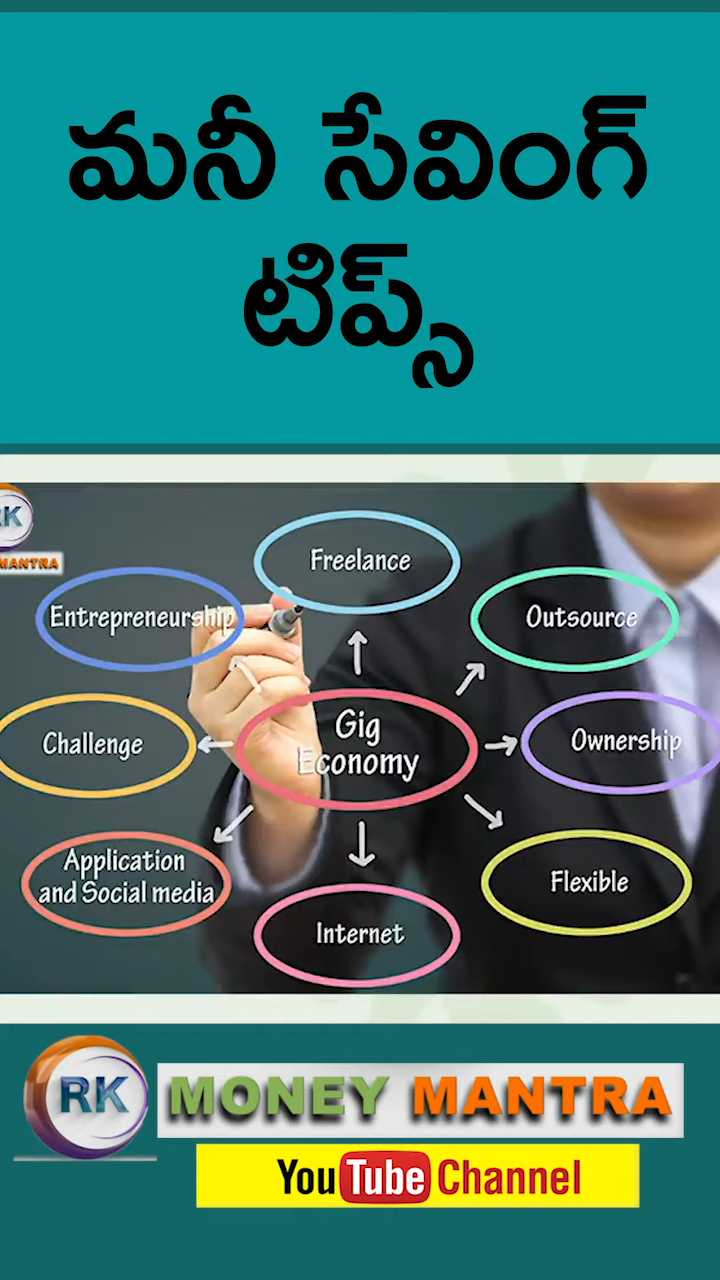 మనీ సేవింగ్
టిప్స్
RK
MANTRA
Freelance
Entrepreneurship
Outsource
Gig
Economy
Challenge
Ownership
Application
and Social media
Flexible
Internet
RK
MONEY MANTRA
YouTube Channel